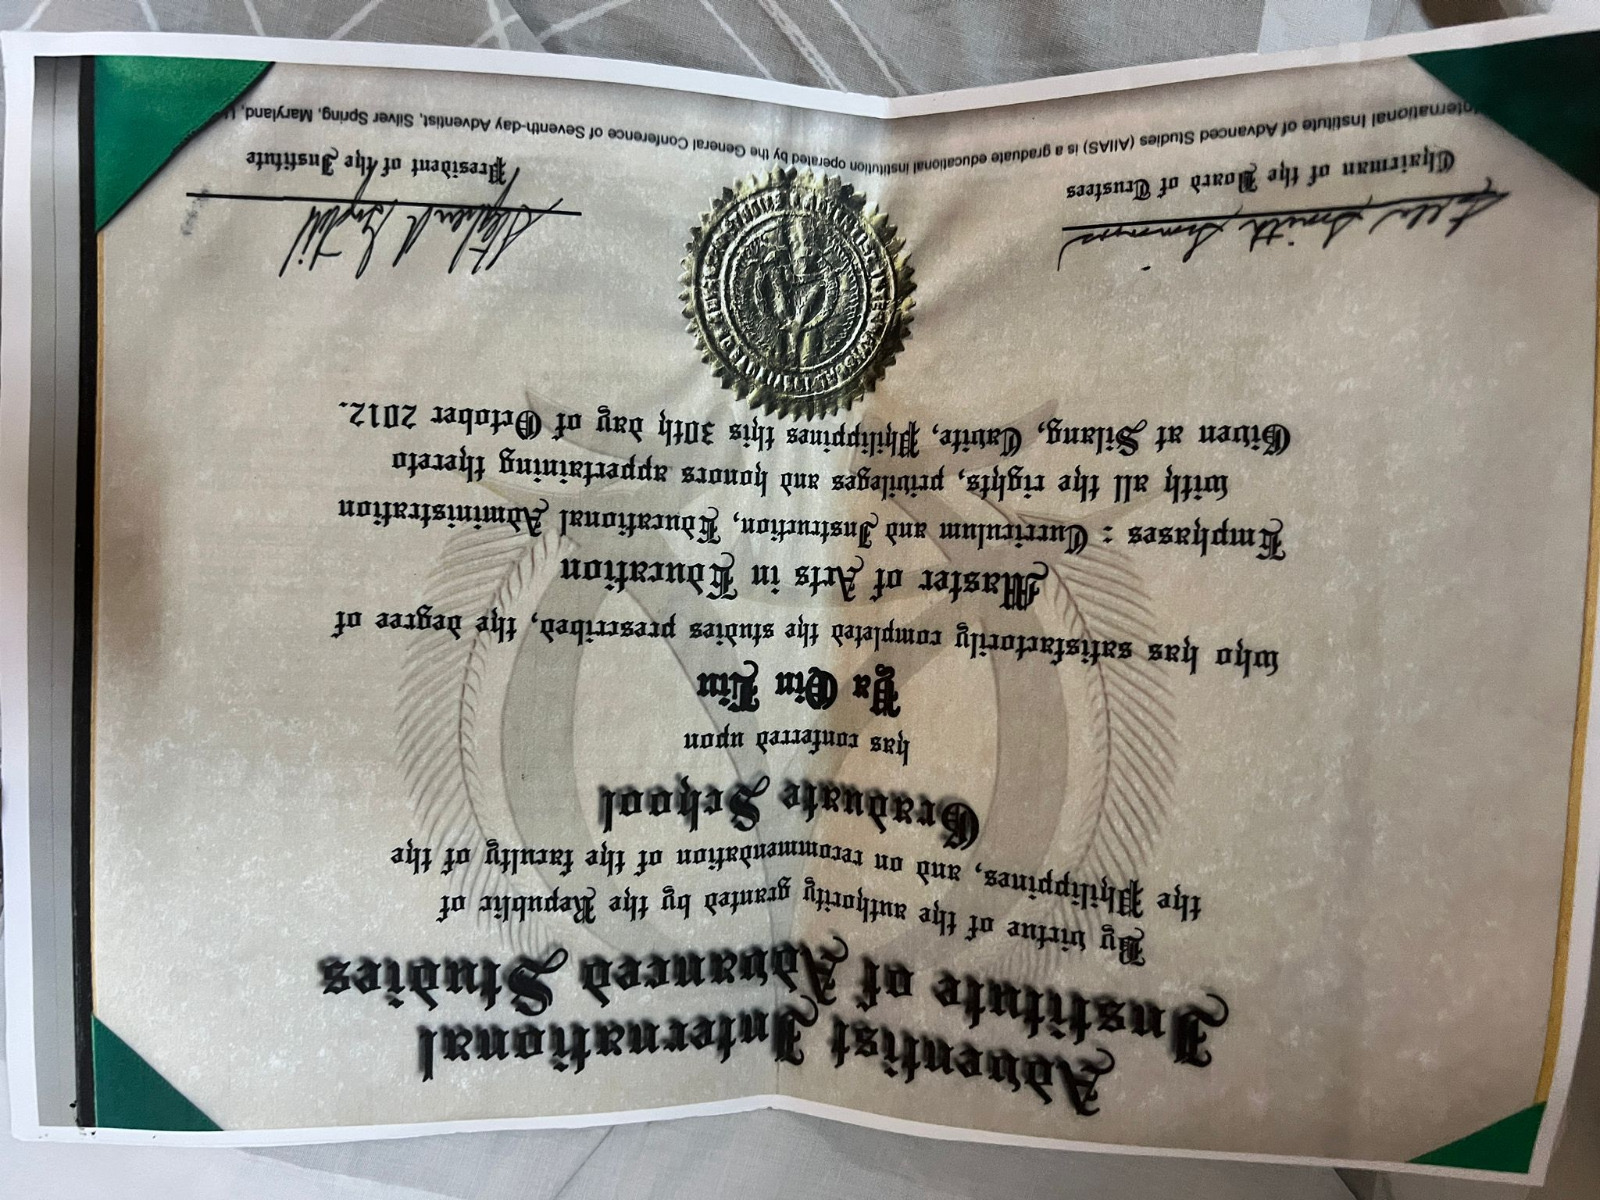 Adventist International
Institute of Advanced Studies
By virtue of the authority granted by the Republic of
the Philippines, and on recommendation of the faculty of the
Graduate School
has conferred upon
Ya Qin Liu
who has satisfactorily completed the studies prescribed, the degree of
Master of Arts in Education
Emphases : Curriculum and Instruction, Educational Administration
with all the rights, privileges and honors appertaining thereto
Given at Silang, Cavite, Philippines this 30th day of October 2012.
Chairman of the Board of Trustees
President of the Institute
International Institute of Advanced Studies (AIIAS) is a graduate educational institution operated by the General Conference of Seventh-day Adventist, Silver Spring, Maryland,